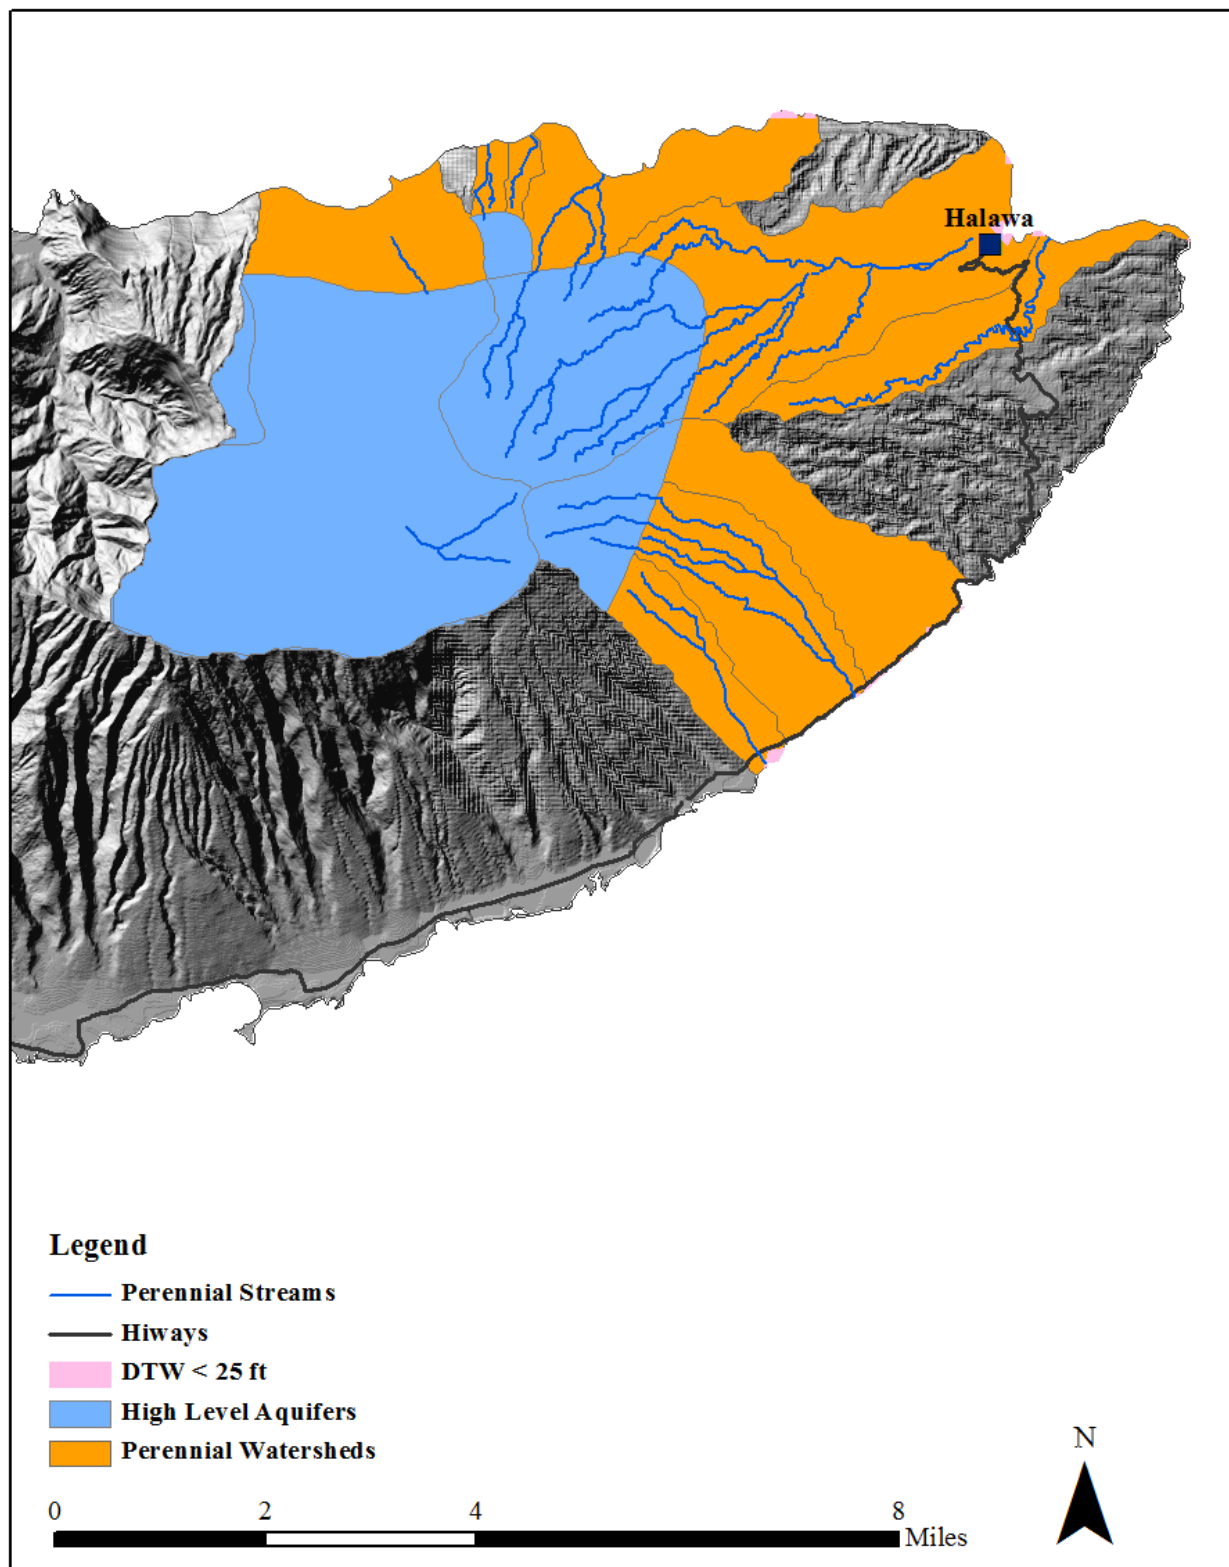 Halawa
Legend
Perennial Streams
Hiways
DTW < 25 ft
High Level Aquifers
Perennial Watersheds
N
0 2 4 8
Miles